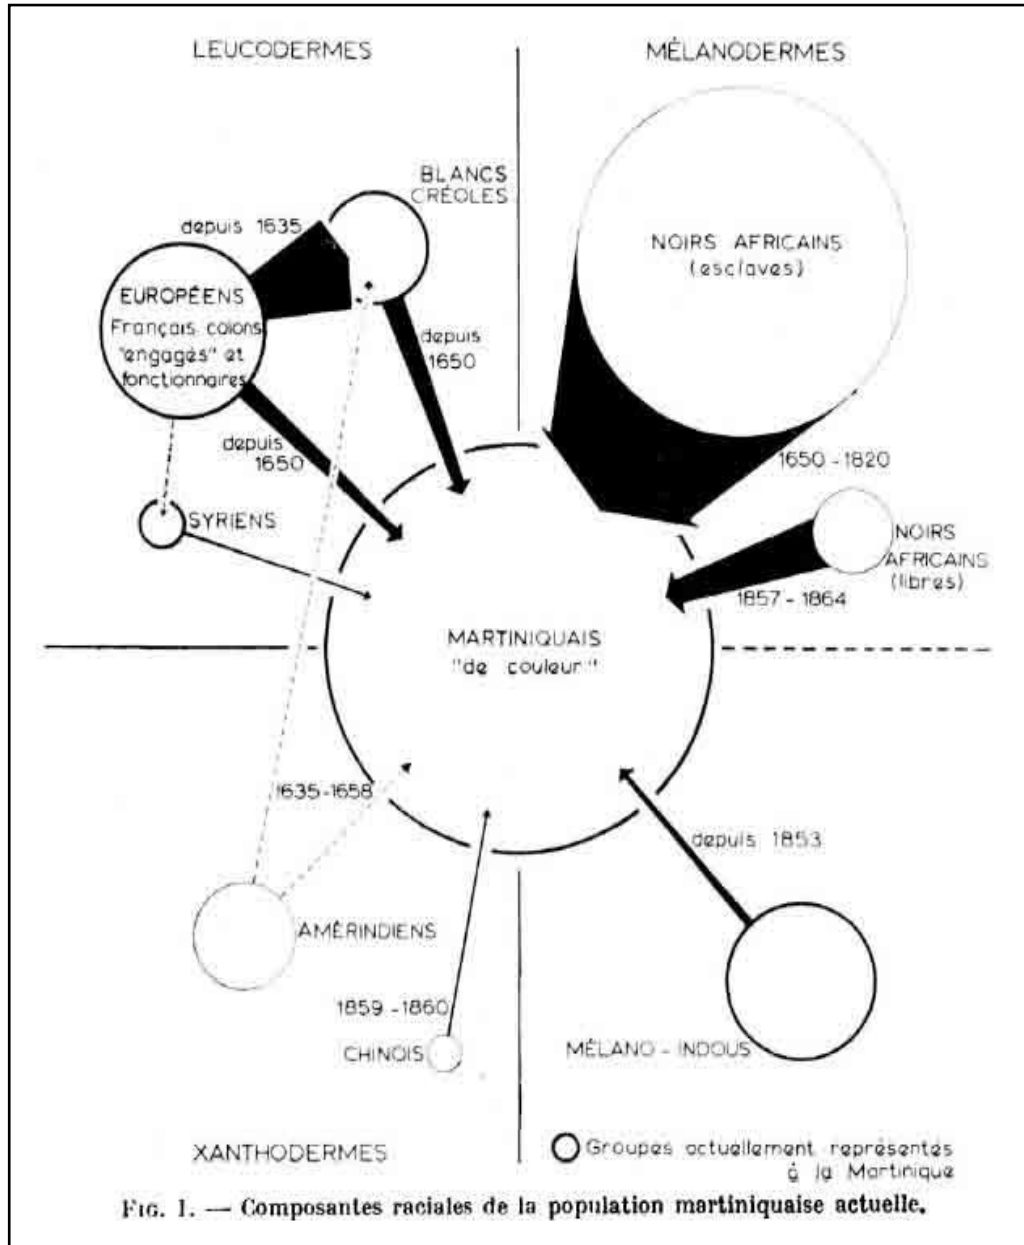 LEUCODERMES
MÉLANODERMES
BLANCS
CRÉOLES
depuis 1635
EUROPÉENS
Français colons
"engagés" et
fonctionnaires
depuis
1650
depuis
1650
SYRIENS
NOIRS AFRICAINS
(esclaves)
1650 - 1820
NOIRS
AFRICAINS
(libres)
1857 - 1864
MARTINIQUAIS
"de couleur"
1635-1658
AMÉRINDIENS
1859 - 1860
CHINOIS
depuis 1853
MÉLANO - INDOUS
XANTHODERMES
Groupes actuellement représentés
à la Martinique
FIG. 1. — Composantes raciales de la population martiniquaise actuelle.